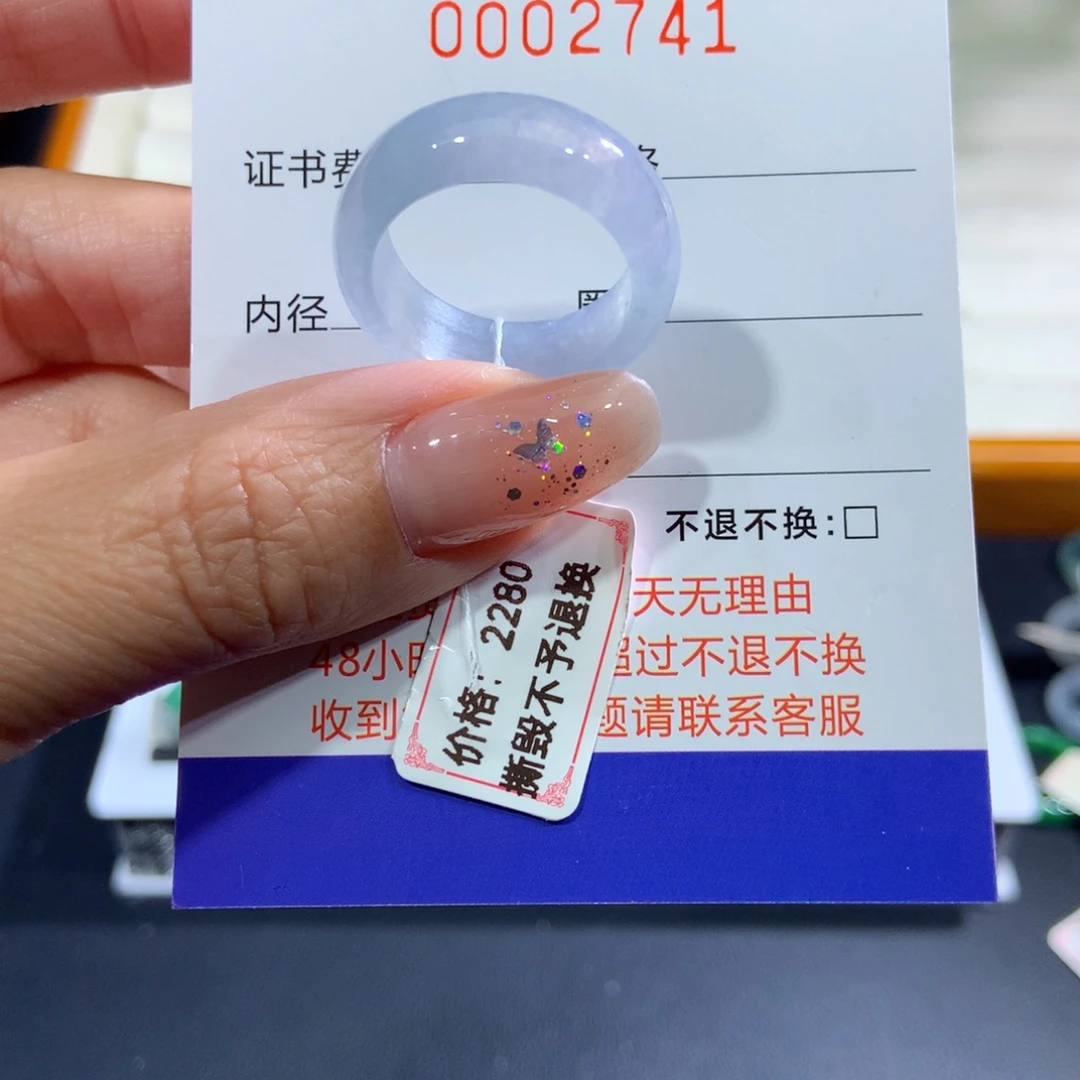 0002741
证书费
内径
圈
不退不换:□
天无理由
48小时 超过不退不换
收到 题请联系客服
价格: 2280
撕毁不予退换